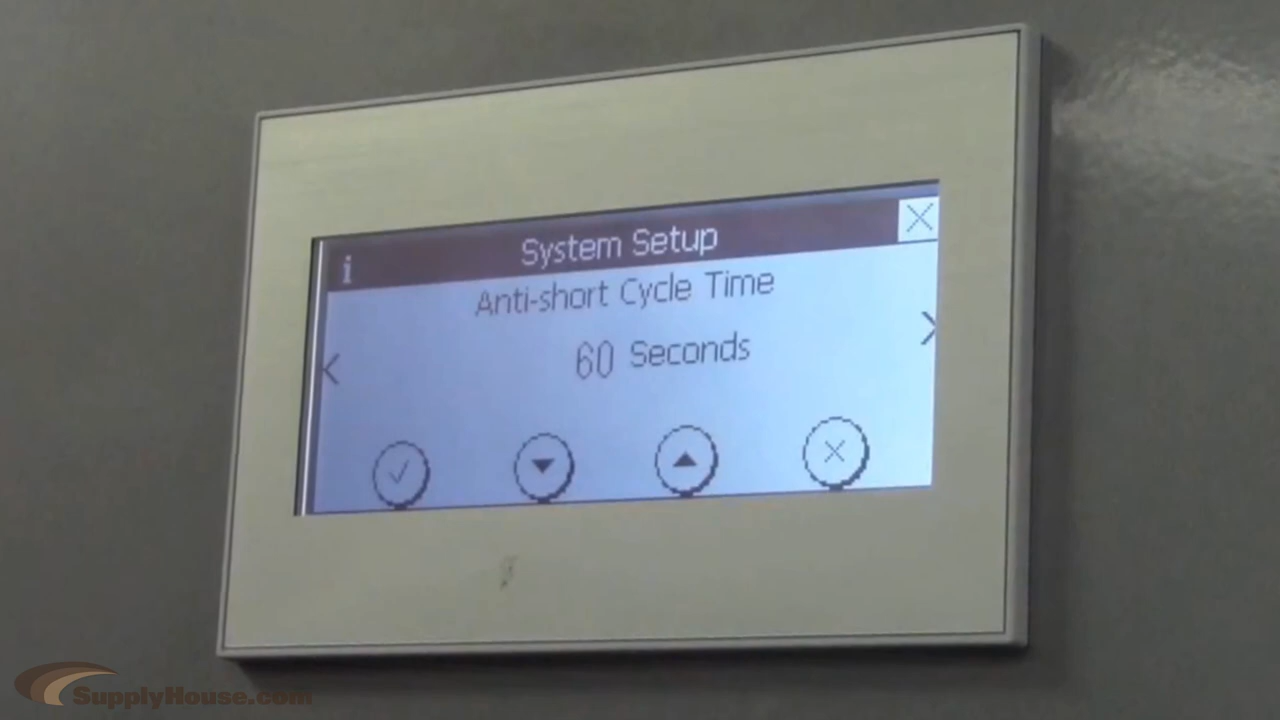 i
System Setup
Anti-short Cycle Time
60 Seconds
SupplyHouse.com